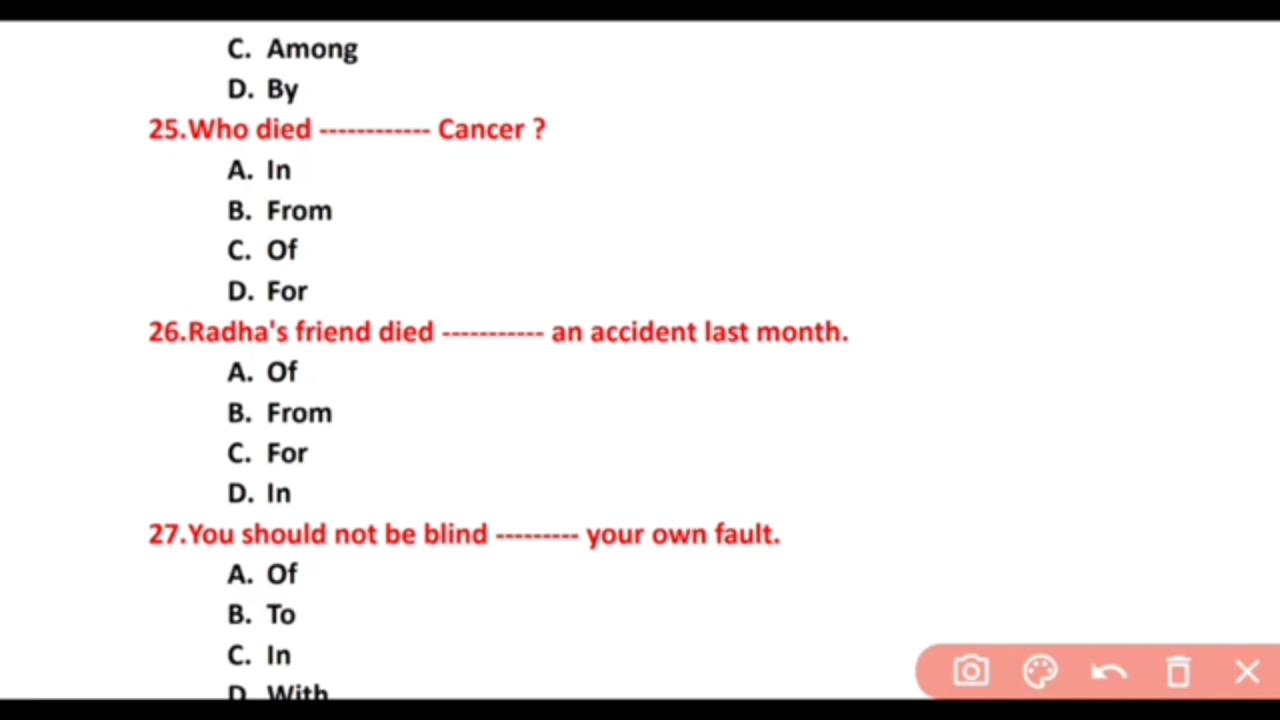 C. Among
D. By
25.Who died ------------ Cancer ?
A. In
B. From
C. Of
D. For
26.Radha's friend died ----------- an accident last month.
A. Of
B. From
C. For
D. In
27.You should not be blind --------- your own fault.
A. Of
B. To
C. In
D. With